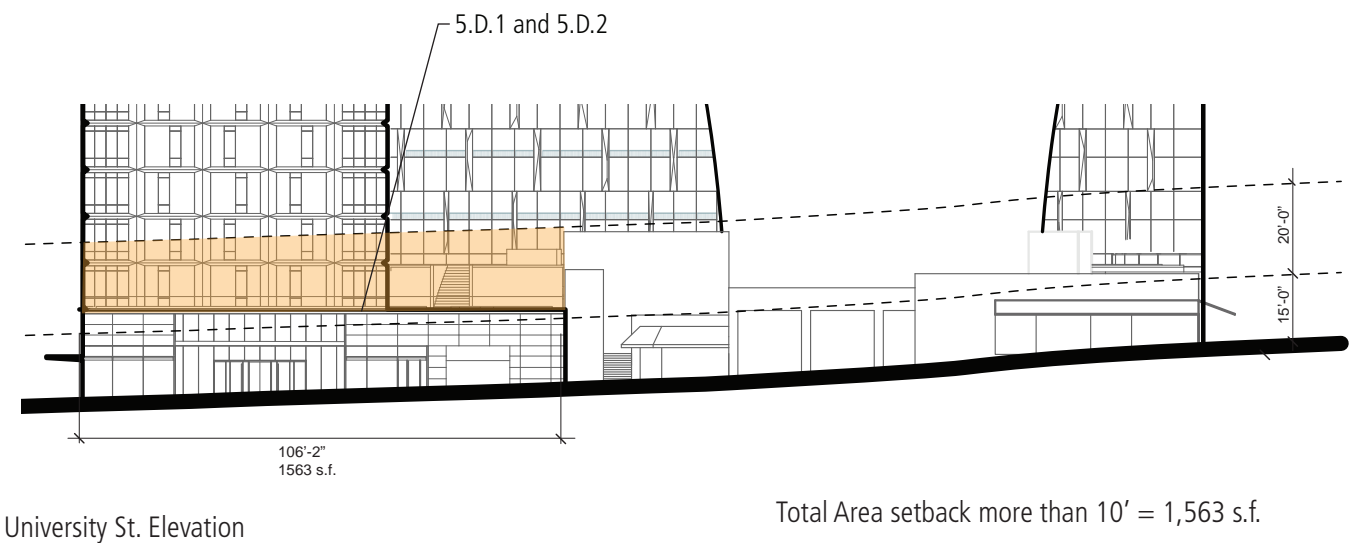 5.D.1 and 5.D.2
20'-0"
15'-0"
106'-2"
1563 s.f.
University St. Elevation
Total Area setback more than 10' = 1,563 s.f.